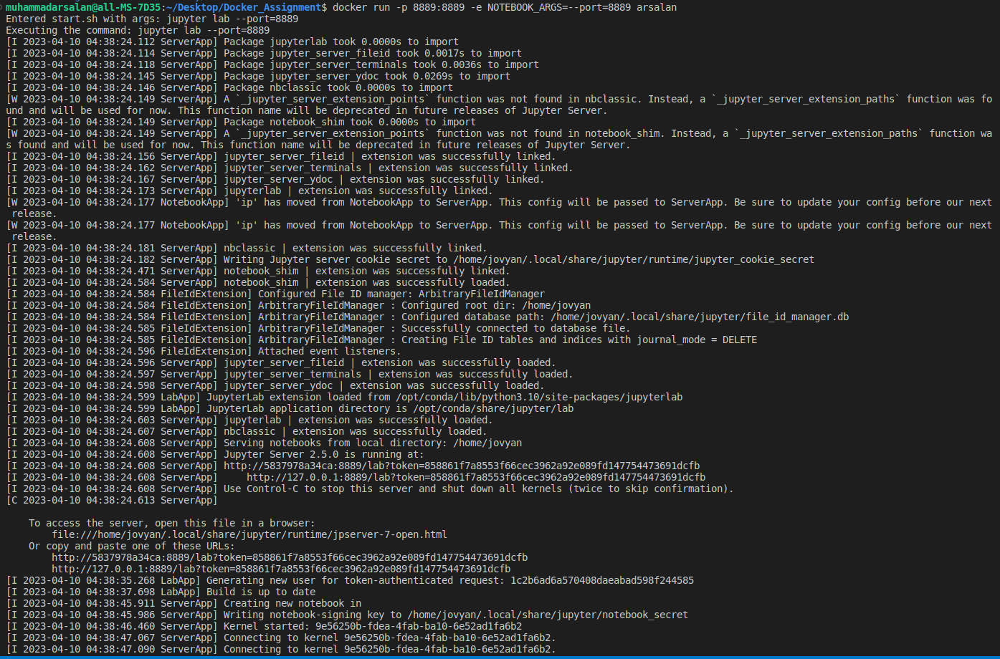 muhammadarsalan@all-MS-7D35:~/Desktop/Docker_Assignment$ docker run -p 8889:8889 -e NOTEBOOK_ARGS=--port=8889 arsalan
Entered start.sh with args: jupyter lab --port=8889
Executing the command: jupyter lab --port=8889
[I 2023-04-10 04:38:24.112 ServerApp] Package jupyterlab took 0.0000s to import
[I 2023-04-10 04:38:24.114 ServerApp] Package jupyter_server_fileid took 0.0017s to import
[I 2023-04-10 04:38:24.118 ServerApp] Package jupyter_server_terminals took 0.0036s to import
[I 2023-04-10 04:38:24.145 ServerApp] Package jupyter_server_ydoc took 0.0269s to import
[I 2023-04-10 04:38:24.146 ServerApp] Package nbclassic took 0.0000s to import
[W 2023-04-10 04:38:24.149 ServerApp] A `_jupyter_server_extension_points` function was not found in nbclassic. Instead, a `_jupyter_server_extension_paths` function was fo
und and will be used for now. This function name will be deprecated in future releases of Jupyter Server.
[I 2023-04-10 04:38:24.149 ServerApp] Package notebook_shim took 0.0000s to import
[W 2023-04-10 04:38:24.149 ServerApp] A `_jupyter_server_extension_points` function was not found in notebook_shim. Instead, a `_jupyter_server_extension_paths` function wa
s found and will be used for now. This function name will be deprecated in future releases of Jupyter Server.
[I 2023-04-10 04:38:24.156 ServerApp] jupyter_server_fileid | extension was successfully linked.
[I 2023-04-10 04:38:24.162 ServerApp] jupyter_server_terminals | extension was successfully linked.
[I 2023-04-10 04:38:24.167 ServerApp] jupyter_server_ydoc | extension was successfully linked.
[I 2023-04-10 04:38:24.173 ServerApp] jupyterlab | extension was successfully linked.
[W 2023-04-10 04:38:24.177 NotebookApp] 'ip' has moved from NotebookApp to ServerApp. This config will be passed to ServerApp. Be sure to update your config before our next
 release.
[W 2023-04-10 04:38:24.177 NotebookApp] 'ip' has moved from NotebookApp to ServerApp. This config will be passed to ServerApp. Be sure to update your config before our next
 release.
[I 2023-04-10 04:38:24.181 ServerApp] nbclassic | extension was successfully linked.
[I 2023-04-10 04:38:24.182 ServerApp] Writing Jupyter server cookie secret to /home/jovyan/.local/share/jupyter/runtime/jupyter_cookie_secret
[I 2023-04-10 04:38:24.471 ServerApp] notebook_shim | extension was successfully linked.
[I 2023-04-10 04:38:24.584 ServerApp] notebook_shim | extension was successfully loaded.
[I 2023-04-10 04:38:24.584 FileIdExtension] Configured File ID manager: ArbitraryFileIdManager
[I 2023-04-10 04:38:24.584 FileIdExtension] ArbitraryFileIdManager : Configured root dir: /home/jovyan
[I 2023-04-10 04:38:24.584 FileIdExtension] ArbitraryFileIdManager : Configured database path: /home/jovyan/.local/share/jupyter/file_id_manager.db
[I 2023-04-10 04:38:24.585 FileIdExtension] ArbitraryFileIdManager : Successfully connected to database file.
[I 2023-04-10 04:38:24.585 FileIdExtension] ArbitraryFileIdManager : Creating File ID tables and indices with journal_mode = DELETE
[I 2023-04-10 04:38:24.596 FileIdExtension] Attached event listeners.
[I 2023-04-10 04:38:24.596 ServerApp] jupyter_server_fileid | extension was successfully loaded.
[I 2023-04-10 04:38:24.597 ServerApp] jupyter_server_terminals | extension was successfully loaded.
[I 2023-04-10 04:38:24.598 ServerApp] jupyter_server_ydoc | extension was successfully loaded.
[I 2023-04-10 04:38:24.599 LabApp] JupyterLab extension loaded from /opt/conda/lib/python3.10/site-packages/jupyterlab
[I 2023-04-10 04:38:24.599 LabApp] JupyterLab application directory is /opt/conda/share/jupyter/lab
[I 2023-04-10 04:38:24.603 ServerApp] jupyterlab | extension was successfully loaded.
[I 2023-04-10 04:38:24.607 ServerApp] nbclassic | extension was successfully loaded.
[I 2023-04-10 04:38:24.608 ServerApp] Serving notebooks from local directory: /home/jovyan
[I 2023-04-10 04:38:24.608 ServerApp] Jupyter Server 2.5.0 is running at:
[I 2023-04-10 04:38:24.608 ServerApp] http://5837978a34ca:8889/lab?token=858861f7a8553f66cec3962a92e089fd147754473691dcfb
[I 2023-04-10 04:38:24.608 ServerApp]     http://127.0.0.1:8889/lab?token=858861f7a8553f66cec3962a92e089fd147754473691dcfb
[I 2023-04-10 04:38:24.608 ServerApp] Use Control-C to stop this server and shut down all kernels (twice to skip confirmation).
[C 2023-04-10 04:38:24.613 ServerApp]
    To access the server, open this file in a browser:
        file:///home/jovyan/.local/share/jupyter/runtime/jpserver-7-open.html
    Or copy and paste one of these URLs:
        http://5837978a34ca:8889/lab?token=858861f7a8553f66cec3962a92e089fd147754473691dcfb
        http://127.0.0.1:8889/lab?token=858861f7a8553f66cec3962a92e089fd147754473691dcfb
[I 2023-04-10 04:38:35.268 LabApp] Generating new user for token-authenticated request: 1c2b6ad6a570408daeabad598f244585
[I 2023-04-10 04:38:37.698 LabApp] Build is up to date
[I 2023-04-10 04:38:45.911 ServerApp] Creating new notebook in
[I 2023-04-10 04:38:45.986 ServerApp] Writing notebook-signing key to /home/jovyan/.local/share/jupyter/notebook_secret
[I 2023-04-10 04:38:46.460 ServerApp] Kernel started: 9e56250b-fdea-4fab-ba10-6e52ad1fa6b2
[I 2023-04-10 04:38:47.067 ServerApp] Connecting to kernel 9e56250b-fdea-4fab-ba10-6e52ad1fa6b2.
[I 2023-04-10 04:38:47.090 ServerApp] Connecting to kernel 9e56250b-fdea-4fab-ba10-6e52ad1fa6b2.